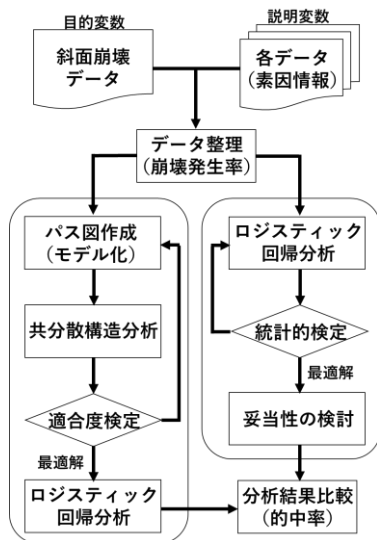 目的変数
斜面崩壊
データ
説明変数
各データ
(素因情報)
データ整理
(崩壊発生率)
パス図作成
(モデル化)
共分散構造分析
適合度検定
最適解
ロジスティック
回帰分析
ロジスティック
回帰分析
統計的検定
最適解
妥当性の検討
分析結果比較
(的中率)